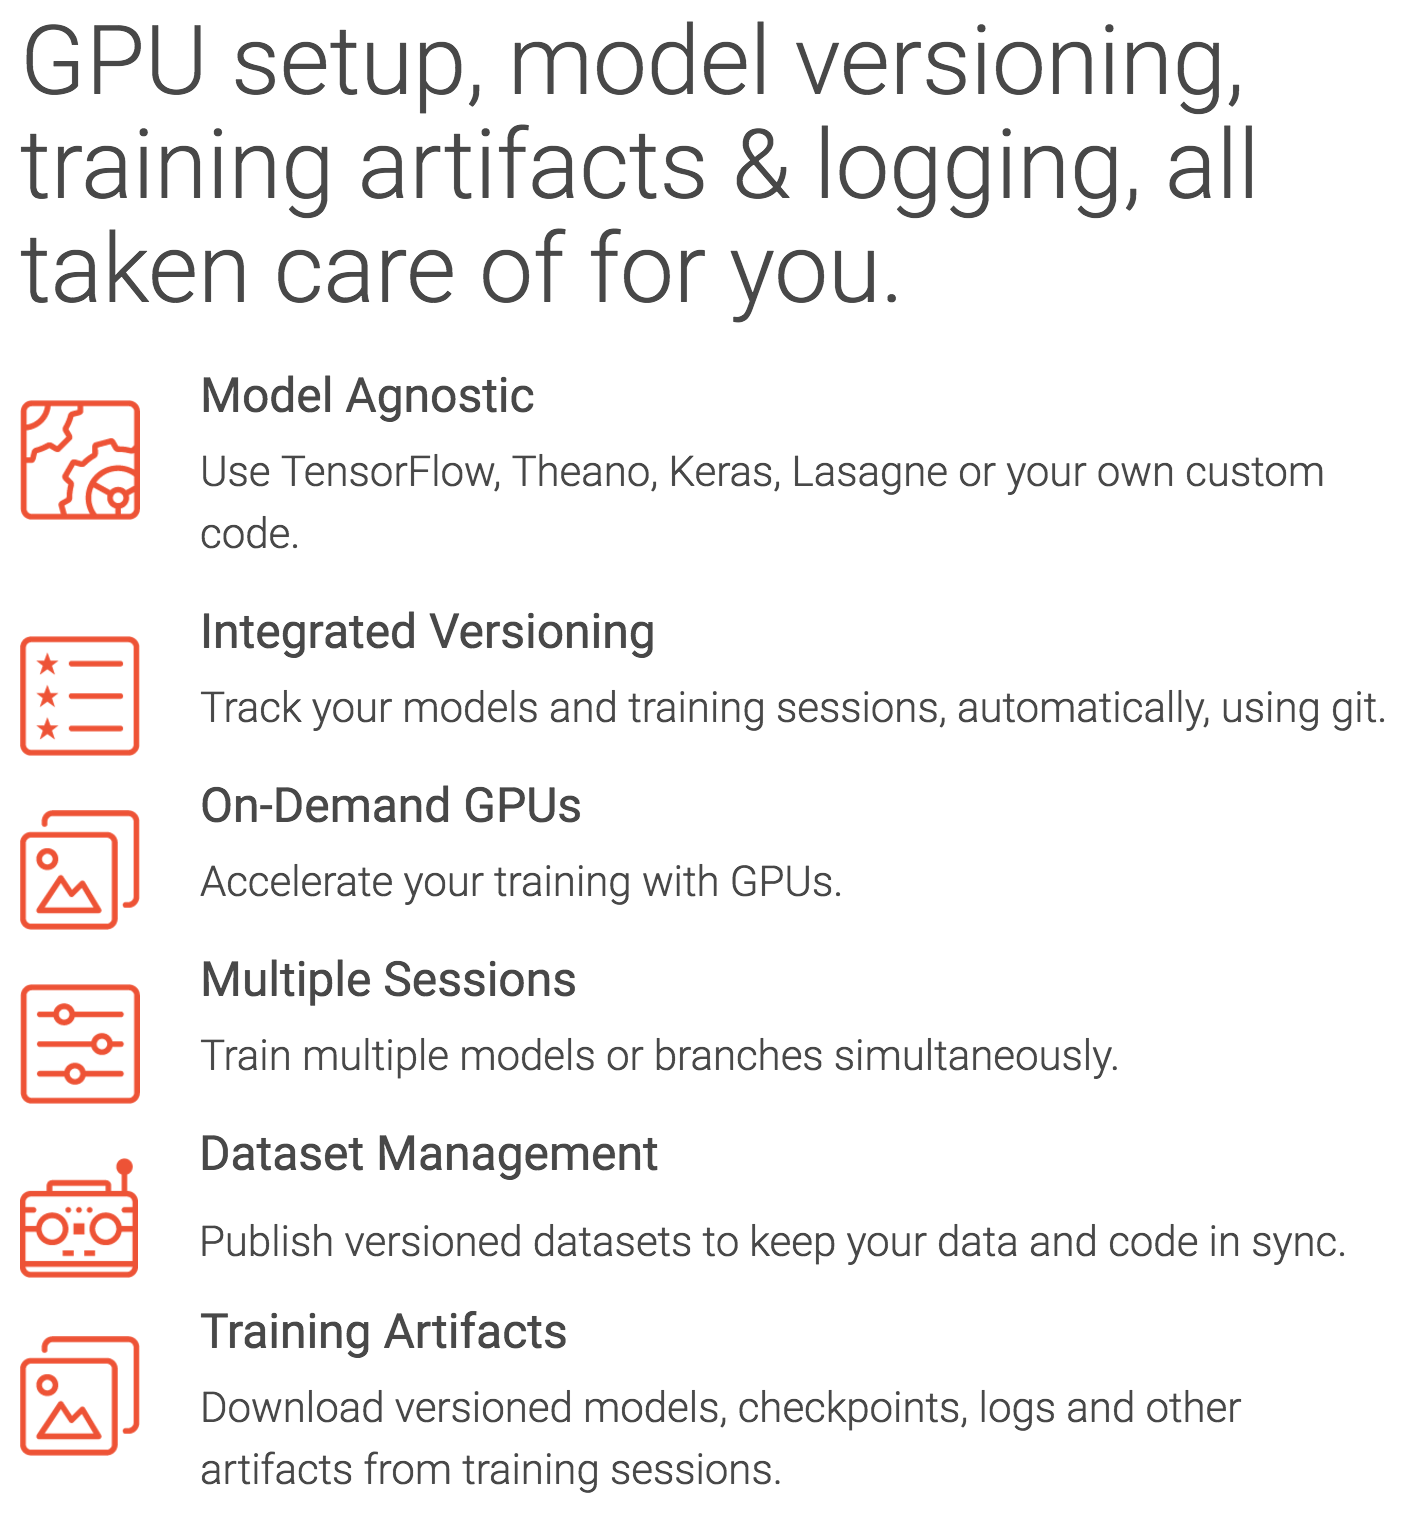 GPU setup, model versioning,
training artifacts & logging, all
taken care of for you.
Model Agnostic
Use TensorFlow, Theano, Keras, Lasagne or your own custom
code.
Integrated Versioning
Track your models and training sessions, automatically, using git.
On-Demand GPUs
Accelerate your training with GPUs.
Multiple Sessions
Train multiple models or branches simultaneously.
Dataset Management
Publish versioned datasets to keep your data and code in sync.
Training Artifacts
Download versioned models, checkpoints, logs and other
artifacts from training sessions.